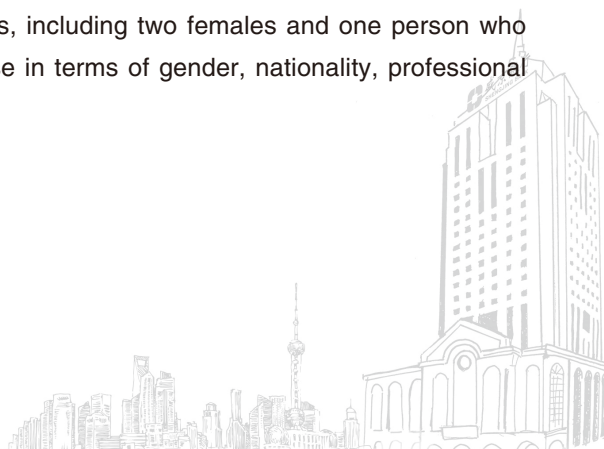 s, including two females and one person who
e in terms of gender, nationality, professional